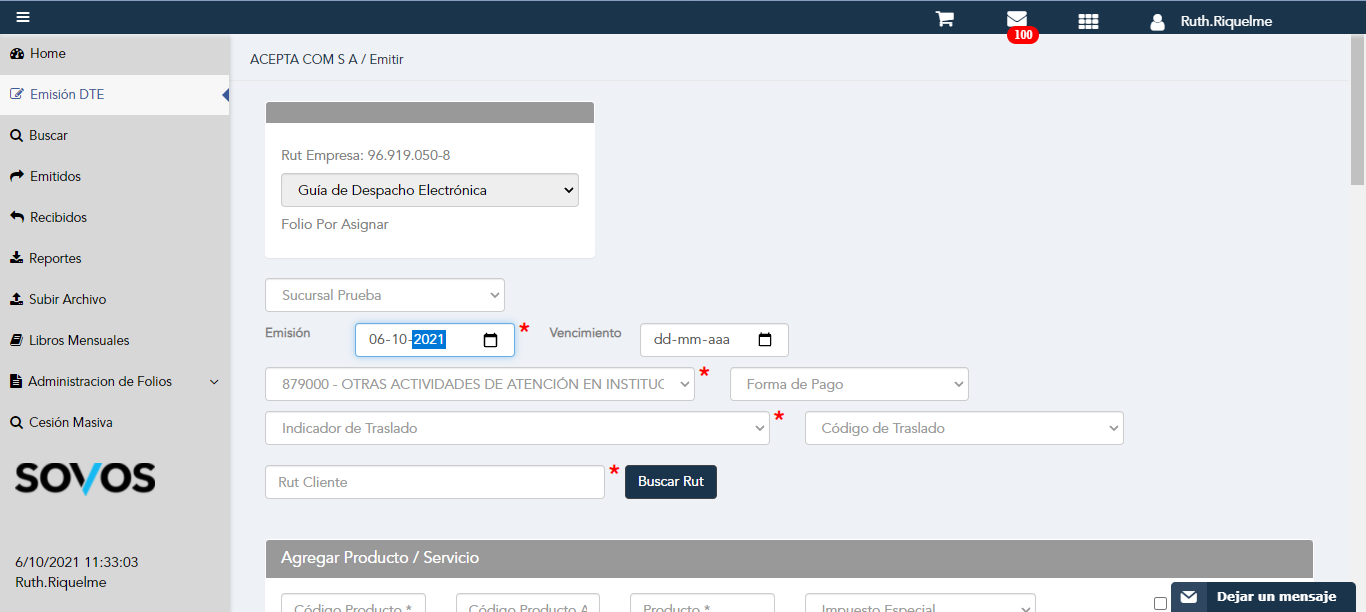 100
Ruth.Riquelme
Home
Emisión DTE
Buscar
Emitidos
Recibidos
Reportes
Subir Archivo
Libros Mensuales
Administracion de Folios
Cesión Masiva
SOVOS
6/10/2021 11:33:03
Ruth.Riquelme
ACEPTA COM S A / Emitir
Rut Empresa: 96.919.050-8
Guía de Despacho Electrónica
Folio Por Asignar
Sucursal Prueba
Emisión 06-10-2021 * Vencimiento dd-mm-aaa
879000 - OTRAS ACTIVIDADES DE ATENCIÓN EN INSTITUC * Forma de Pago
Indicador de Traslado * Código de Traslado
Rut Cliente * Buscar Rut
Agregar Producto / Servicio
Código Producto * Código Producto A Producto * Impuesto Especial
Dejar un mensaje